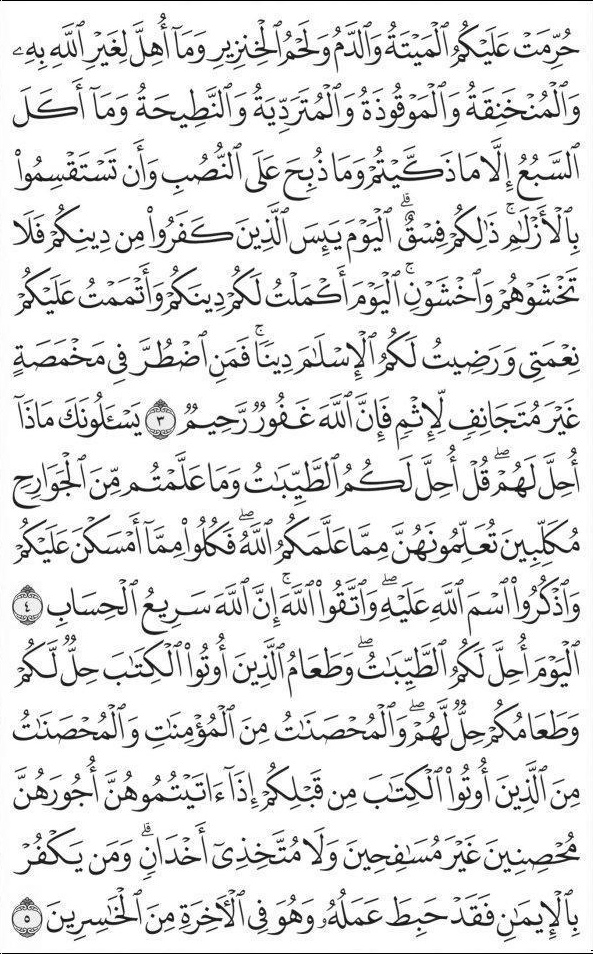 حُرِّمَتۡ عَلَيۡكُمُ ٱلۡمَيۡتَةُ وَٱلدَّمُ وَلَحۡمُ ٱلۡخِنزِيرِ وَمَآ أُهِلَّ لِغَيۡرِ ٱللَّهِ بِهِۦ
وَٱلۡمُنۡخَنِقَةُ وَٱلۡمَوۡقُوذَةُ وَٱلۡمُتَرَدِّيَةُ وَٱلنَّطِيحَةُ وَمَآ أَكَلَ
ٱلسَّبُعُ إِلَّا مَا ذَكَّيۡتُمۡ وَمَا ذُبِحَ عَلَى ٱلنُّصُبِ وَأَن تَسۡتَقۡسِمُواْ
بِٱلۡأَزۡلَٰمِۚ ذَٰلِكُمۡ فِسۡقٌۗ ٱلۡيَوۡمَ يَئِسَ ٱلَّذِينَ كَفَرُواْ مِن دِينِكُمۡ فَلَا
تَخۡشَوۡهُمۡ وَٱخۡشَوۡنِۚ ٱلۡيَوۡمَ أَكۡمَلۡتُ لَكُمۡ دِينَكُمۡ وَأَتۡمَمۡتُ عَلَيۡكُمۡ
نِعۡمَتِي وَرَضِيتُ لَكُمُ ٱلۡإِسۡلَٰمَ دِينٗاۚ فَمَنِ ٱضۡطُرَّ فِي مَخۡمَصَةٍ
غَيۡرَ مُتَجَانِفٖ لِّإِثۡمٖ فَإِنَّ ٱللَّهَ غَفُورٞ رَّحِيمٞ ٣ يَسۡـَٔلُونَكَ مَاذَآ
أُحِلَّ لَهُمۡۖ قُلۡ أُحِلَّ لَكُمُ ٱلطَّيِّبَٰتُ وَمَا عَلَّمۡتُم مِّنَ ٱلۡجَوَارِحِ
مُكَلِّبِينَ تُعَلِّمُونَهُنَّ مِمَّا عَلَّمَكُمُ ٱللَّهُۖ فَكُلُواْ مِمَّآ أَمۡسَكۡنَ عَلَيۡكُمۡ
وَٱذۡكُرُواْ ٱسۡمَ ٱللَّهِ عَلَيۡهِۖ وَٱتَّقُواْ ٱللَّهَۚ إِنَّ ٱللَّهَ سَرِيعُ ٱلۡحِسَابِ ٤
ٱلۡيَوۡمَ أُحِلَّ لَكُمُ ٱلطَّيِّبَٰتُۖ وَطَعَامُ ٱلَّذِينَ أُوتُواْ ٱلۡكِتَٰبَ حِلّٞ لَّكُمۡ
وَطَعَامُكُمۡ حِلّٞ لَّهُمۡۖ وَٱلۡمُحۡصَنَٰتُ مِنَ ٱلۡمُؤۡمِنَٰتِ وَٱلۡمُحۡصَنَٰتُ
مِنَ ٱلَّذِينَ أُوتُواْ ٱلۡكِتَٰبَ مِن قَبۡلِكُمۡ إِذَآ ءَاتَيۡتُمُوهُنَّ أُجُورَهُنَّ
مُحۡصِنِينَ غَيۡرَ مُسَٰفِحِينَ وَلَا مُتَّخِذِيٓ أَخۡدَانٖۗ وَمَن يَكۡفُرۡ
بِٱلۡإِيمَٰنِ فَقَدۡ حَبِطَ عَمَلُهُۥ وَهُوَ فِي ٱلۡأٓخِرَةِ مِنَ ٱلۡخَٰسِرِينَ ٥